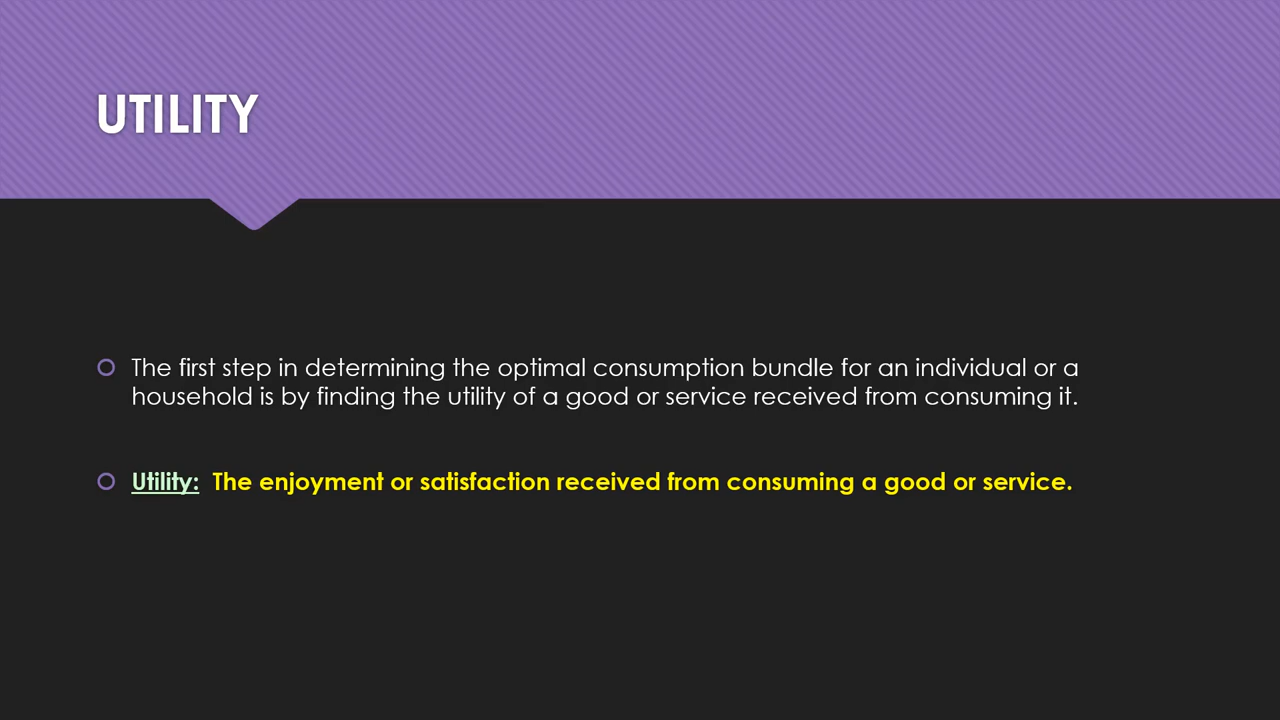 UTILITY
The first step in determining the optimal consumption bundle for an individual or a
household is by finding the utility of a good or service received from consuming it.
Utility: The enjoyment or satisfaction received from consuming a good or service.